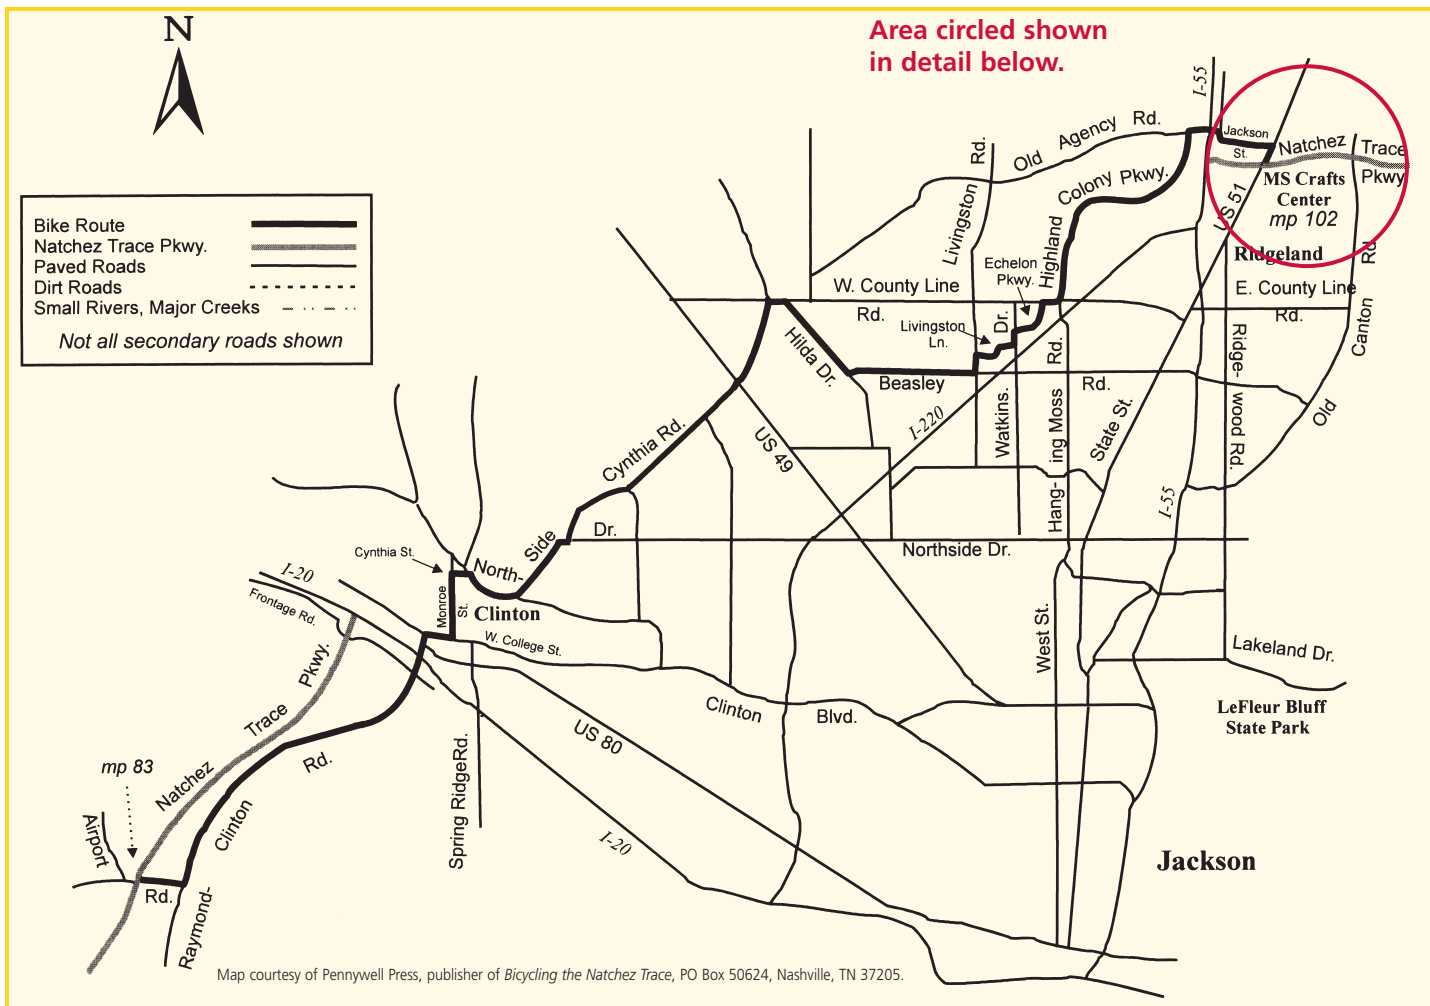 N
Area circled shown
in detail below.
Bike Route
Natchez Trace Pkwy.
Paved Roads
Dirt Roads
Small Rivers, Major Creeks
Not all secondary roads shown
I-55
Jackson
St.
Natchez
Trace
Pkwy
MS Crafts
Center
mp 102
US 51
Ridgeland
Old
Agency
Rd.
Livingston
Rd.
Colony Pkwy.
Highland
Echelon
Pkwy.
W. County Line
Rd.
E. County Line
Rd.
Livingston
Ln.
Dr.
Watkins.
Hilda Dr.
Beasley
Rd.
Hang-
ing Moss
Rd.
State St.
Ridge-
wood Rd.
Old
Canton
Rd
I-220
US 49
I-55
Cynthia Rd.
North-
Side
Dr.
Northside Dr.
Cynthia St.
Monroe
St.
Clinton
W. College St.
I-20
Frontage Rd.
Natchez
Trace
Pkwy.
Clinton
Blvd.
West St.
Lakeland Dr.
LeFleur Bluff
State Park
US 80
Spring RidgeRd.
I-20
mp 83
Airport
Rd.
Raymond-
Clinton
Rd.
Jackson
Map courtesy of Pennywell Press, publisher of Bicycling the Natchez Trace, PO Box 50624, Nashville, TN 37205.